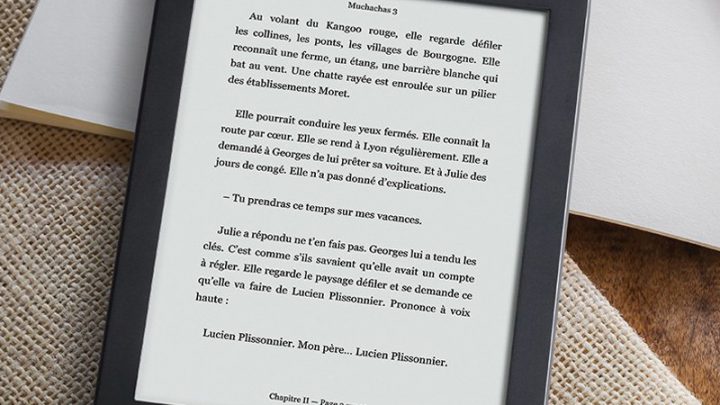 Muchachas 3
Au volant du Kangoo rouge, elle regarde défiler
les collines, les ponts, les villages de Bourgogne. Elle
reconnaît une ferme, un étang, une barrière blanche qui
bat au vent. Une chatte rayée est enroulée sur un pilier
des établissements Moret.
Elle pourrait conduire les yeux fermés. Elle connaît la
route par cœur. Elle se rend à Lyon régulièrement. Elle a
demandé à Georges de lui prêter sa voiture. Et à Julie des
jours de congé. Elle n'a pas donné d'explications.
– Tu prendras ce temps sur mes vacances.
Julie a répondu ne t'en fais pas. Georges lui a tendu les
clés. C'est comme s'ils savaient qu'elle avait un compte
à régler. Elle regarde le paysage défiler et se demande ce
qu'elle va faire de Lucien Plissonnier. Prononce à voix
haute :
Lucien Plissonnier. Mon père... Lucien Plissonnier.
Chapitre II — Page